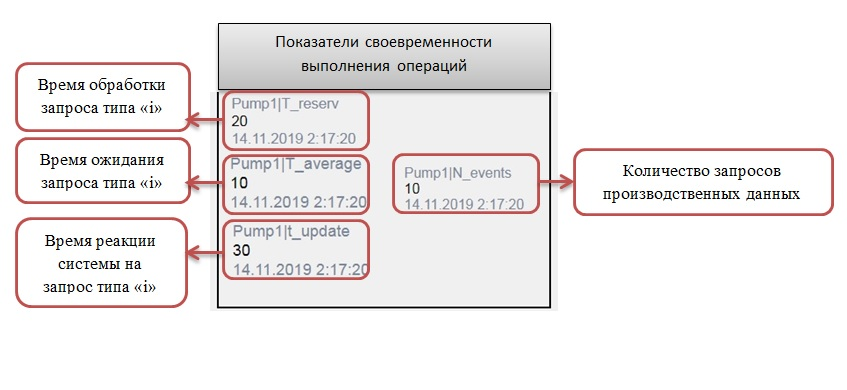 Показатели своевременности
выполнения операций
Время обработки
запроса типа «i»
Pump1|T_reserv
20
14.11.2019 2:17:20
Время ожидания
запроса типа «i»
Pump1|T_average
10
14.11.2019 2:17:20
Pump1|N_events
10
14.11.2019 2:17:20
Количество запросов
производственных данных
Время реакции
системы на
запрос типа «i»
Pump1|t_update
30
14.11.2019 2:17:20